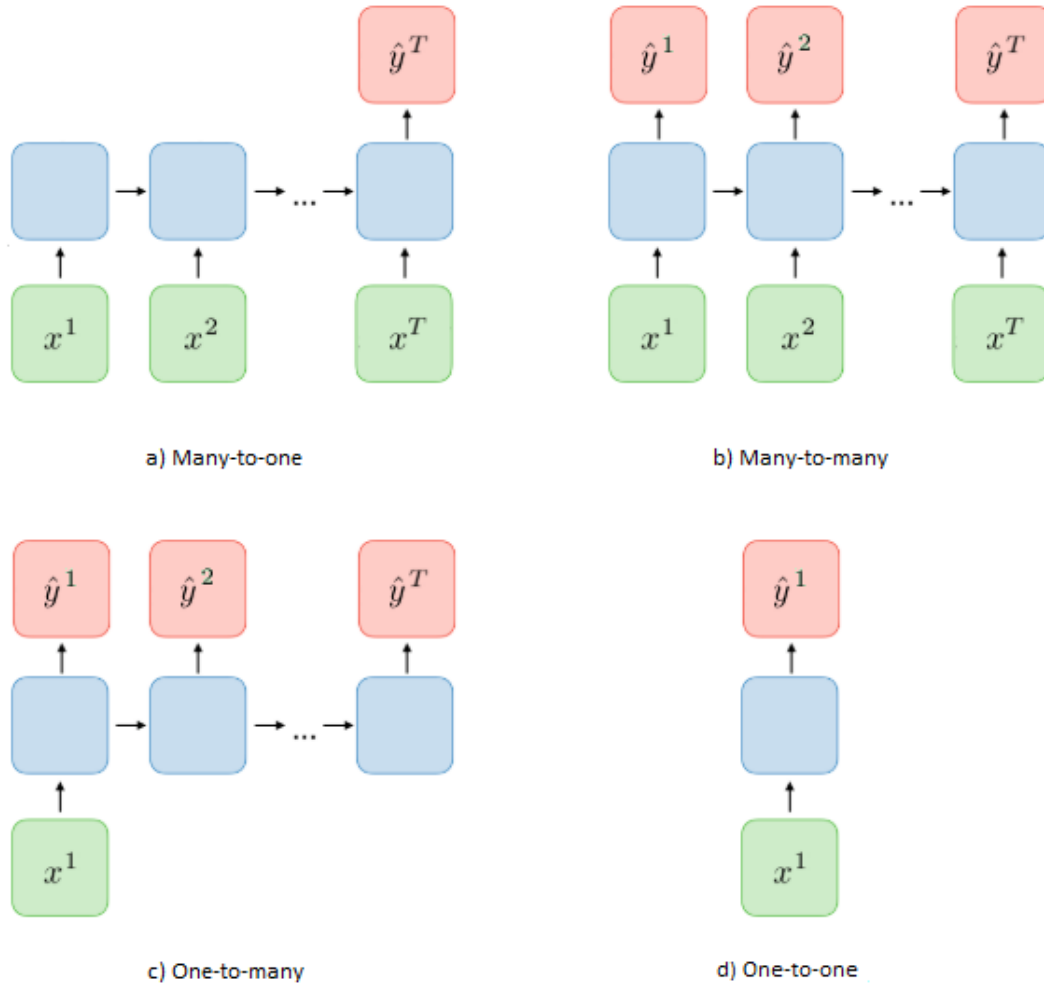 ŷ^T ŷ^1 ŷ^2 ŷ^T
... ...
x^1 x^2 x^T x^1 x^2 x^T
a) Many-to-one b) Many-to-many
ŷ^1 ŷ^2 ŷ^T ŷ^1
...
x^1 x^1
c) One-to-many d) One-to-one